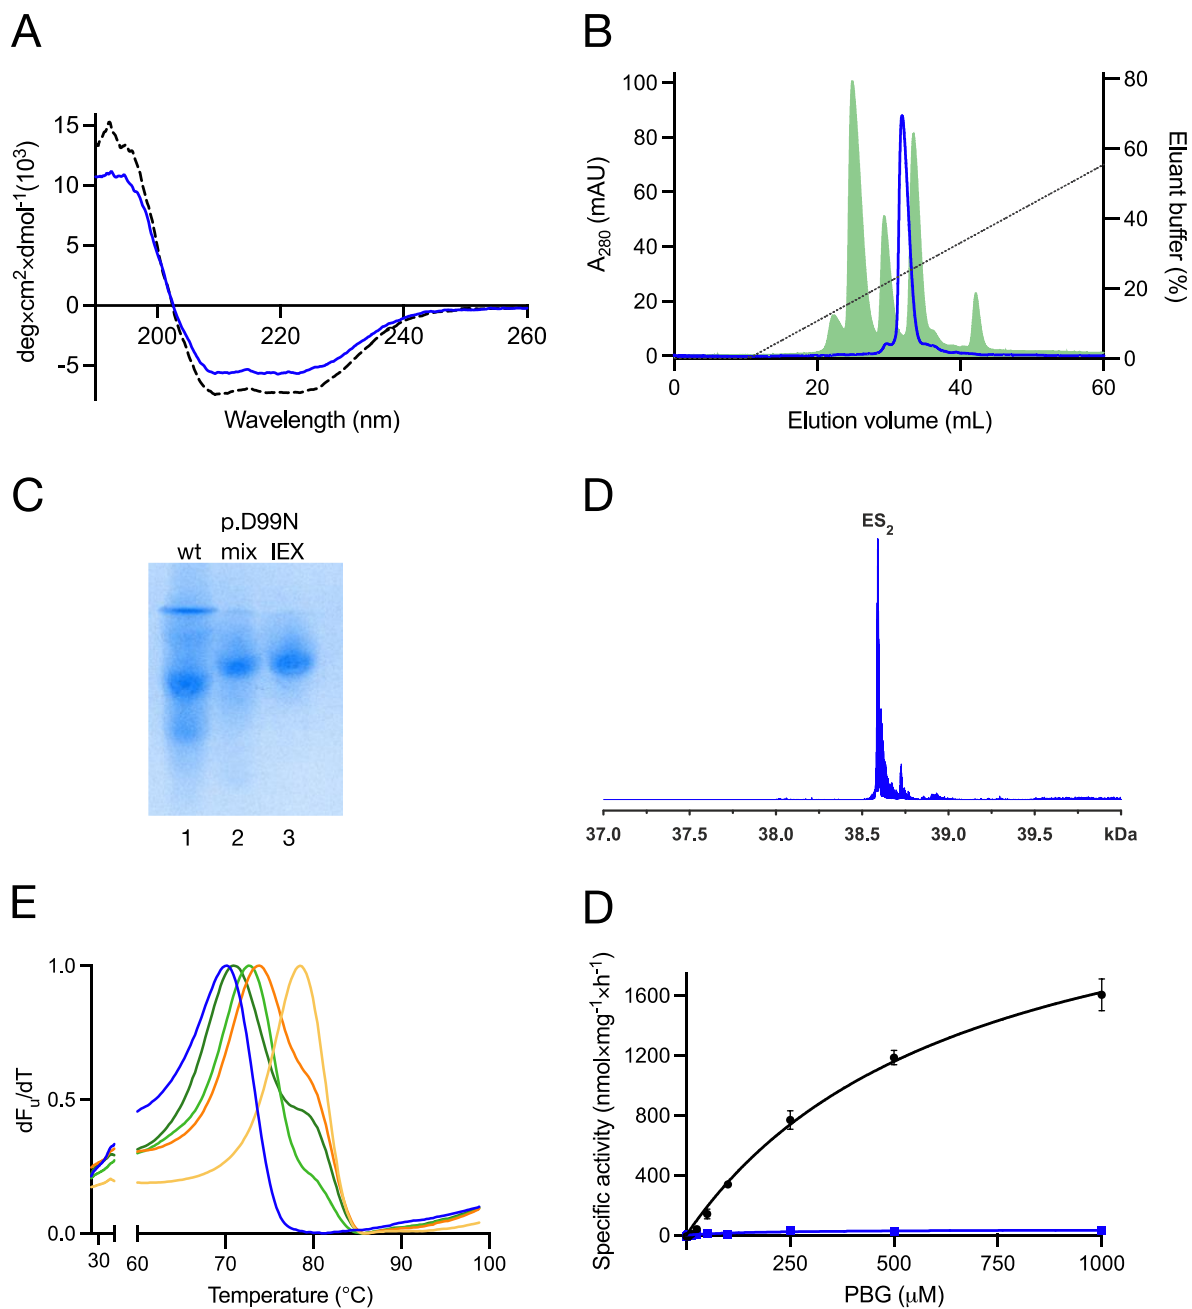 A
deg×cm²×dmol⁻¹(10³)
15
10
5
0
−5
200
220
240
260
Wavelength (nm)
B
A₂₈₀ (mAU)
100
80
60
40
20
0
80
60
40
20
0
Eluant buffer (%)
0
20
40
60
Elution volume (mL)
C
p.D99N
wt mix IEX
1 2 3
D
ES₂
37.0 37.5 38.0 38.5 39.0 39.5 kDa
E
dFᵤ/dT
1.0
0.5
0.0
30 60 70 80 90 100
Temperature (°C)
D
Specific activity (nmol×mg⁻¹×h⁻¹)
1600
1200
800
400
0
250 500 750 1000
PBG (μM)